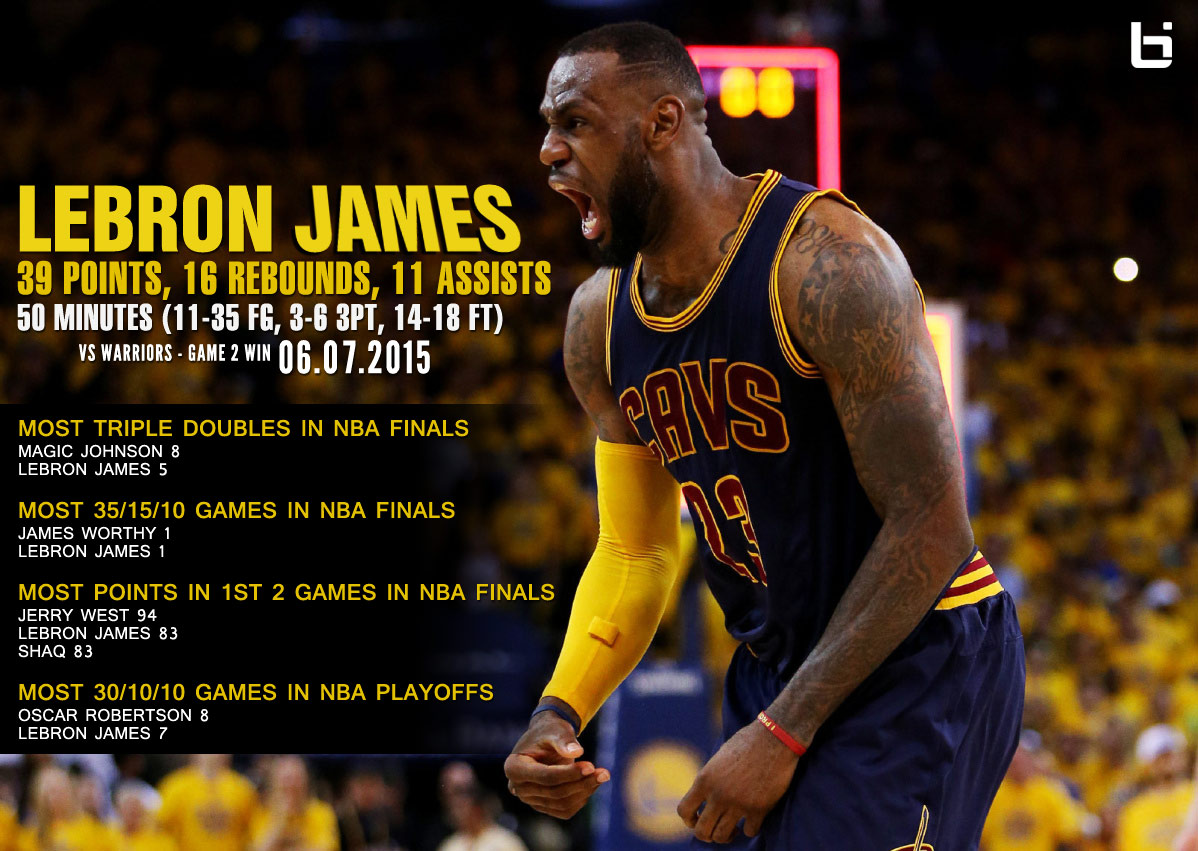 LEBRON JAMES
39 POINTS, 16 REBOUNDS, 11 ASSISTS
50 MINUTES (11-35 FG, 3-6 3PT, 14-18 FT)
VS WARRIORS - GAME 2 WIN 06.07.2015
MOST TRIPLE DOUBLES IN NBA FINALS
MAGIC JOHNSON 8
LEBRON JAMES 5
MOST 35/15/10 GAMES IN NBA FINALS
JAMES WORTHY 1
LEBRON JAMES 1
MOST POINTS IN 1ST 2 GAMES IN NBA FINALS
JERRY WEST 94
LEBRON JAMES 83
SHAQ 83
MOST 30/10/10 GAMES IN NBA PLAYOFFS
OSCAR ROBERTSON 8
LEBRON JAMES 7
CAVS
23